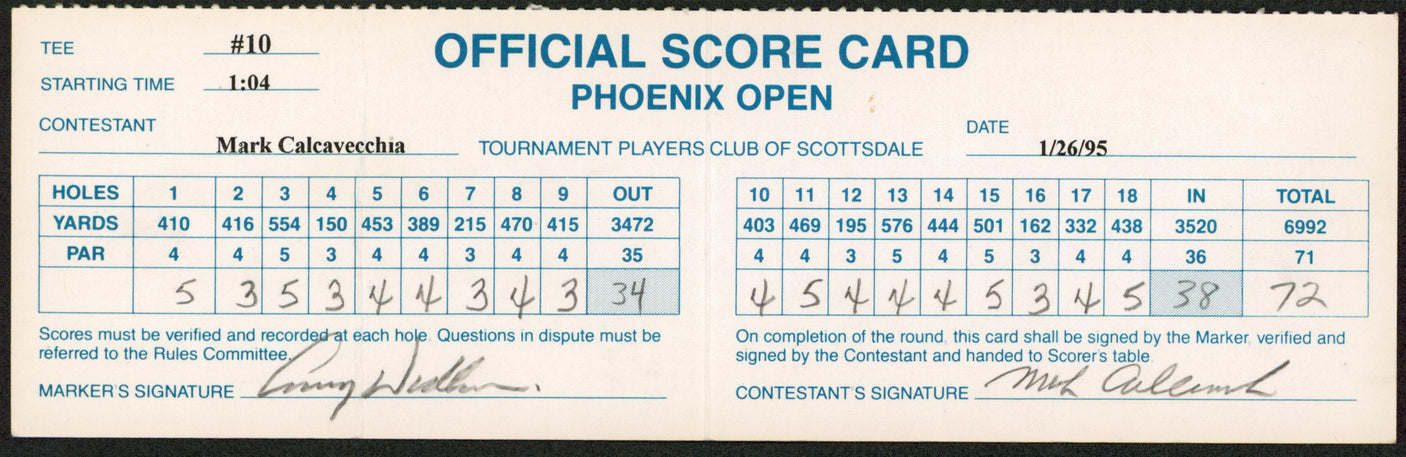 TEE #10
OFFICIAL SCORE CARD
STARTING TIME 1:04
PHOENIX OPEN
CONTESTANT Mark Calcavecchia
TOURNAMENT PLAYERS CLUB OF SCOTTSDALE
DATE 1/26/95
HOLES 1 2 3 4 5 6 7 8 9 OUT
YARDS 410 416 554 150 453 389 215 470 415 3472
PAR 4 4 5 3 4 4 3 4 4 35
5 3 5 3 4 4 3 4 3 34
10 11 12 13 14 15 16 17 18 IN TOTAL
403 469 195 576 444 501 162 332 438 3520 6992
4 4 3 5 4 5 3 4 4 36 71
4 5 4 4 4 5 3 4 5 38 72
Scores must be verified and recorded at each hole. Questions in dispute must be
referred to the Rules Committee.
MARKER'S SIGNATURE
On completion of the round, this card shall be signed by the Marker, verified and
signed by the Contestant and handed to Scorer's table.
CONTESTANT'S SIGNATURE